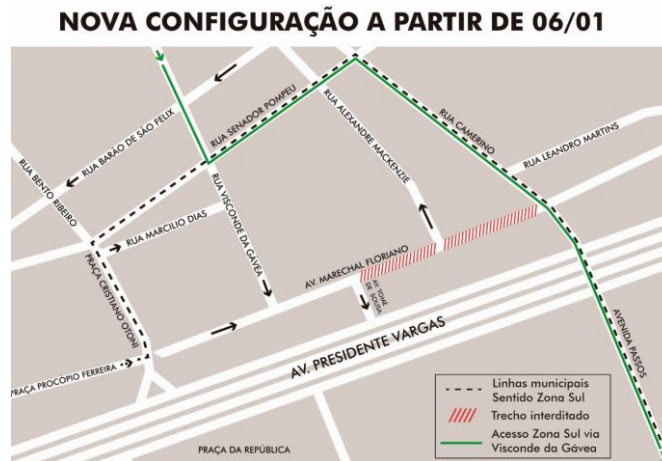 NOVA CONFIGURAÇÃO A PARTIR DE 06/01
RUA BARÃO DE SÃO FELIX
RUA SENADOR POMPEU
RUA ALEXANDRE MACKENZIE
RUA CAMERINO
RUA LEANDRO MARTINS
RUA BENTO RIBEIRO
RUA MARCILIO DIAS
RUA VISCONDE DA GÁVEA
PRAÇA CRISTIANO OTONI
AV. MARECHAL FLORIANO
AV. TOMÉ
DE SOUSA
AV. PRESIDENTE VARGAS
AVENIDA PASSOS
PRAÇA PROCÓPIO FERREIRA
PRAÇA DA REPÚBLICA
Linhas municipais
Sentido Zona Sul
Trecho interditado
Acesso Zona Sul via
Visconde da Gávea